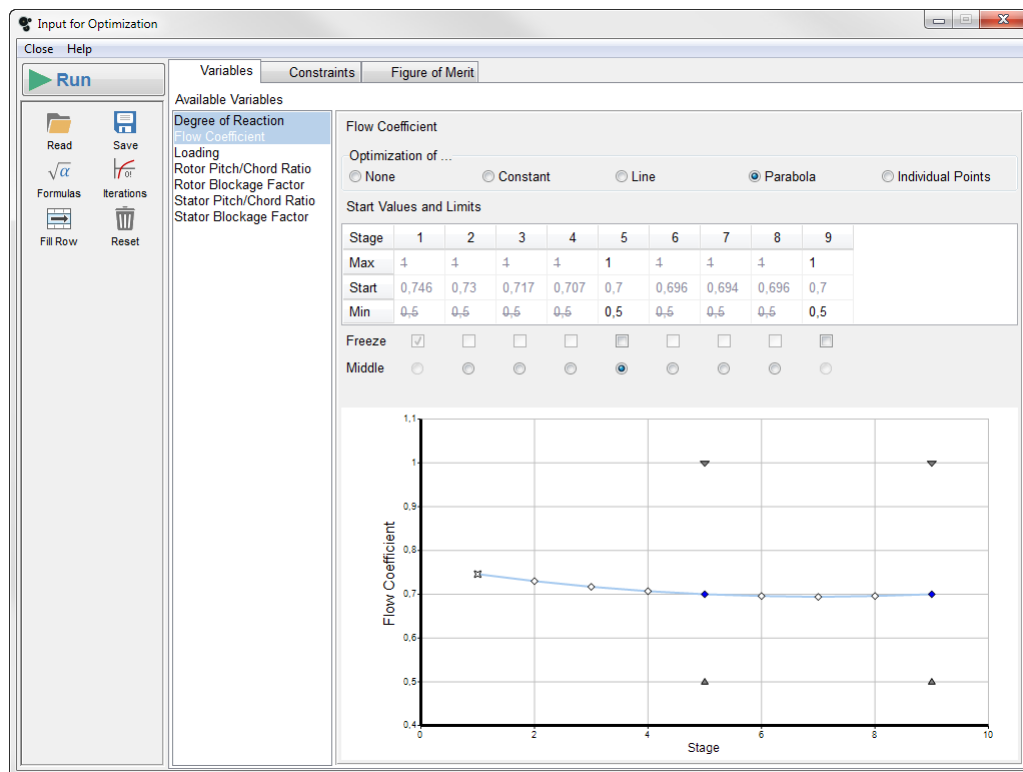 Input for Optimization
Close Help
Run
Read Save
Formulas Iterations
Fill Row Reset
Variables Constraints Figure of Merit
Available Variables
Degree of Reaction
Flow Coefficient
Loading
Rotor Pitch/Chord Ratio
Rotor Blockage Factor
Stator Pitch/Chord Ratio
Stator Blockage Factor
Flow Coefficient
Optimization of ...
None Constant Line Parabola Individual Points
Start Values and Limits
Stage 1 2 3 4 5 6 7 8 9
Max 1 1 1 1 1 1 1 1 1
Start 0,746 0,73 0,717 0,707 0,7 0,696 0,694 0,696 0,7
Min 0,5 0,5 0,5 0,5 0,5 0,5 0,5 0,5 0,5
Freeze
Middle
1,1
1
0,9
0,8
0,7
0,6
0,5
0,4
Flow Coefficient
0 2 4 6 8 10
Stage